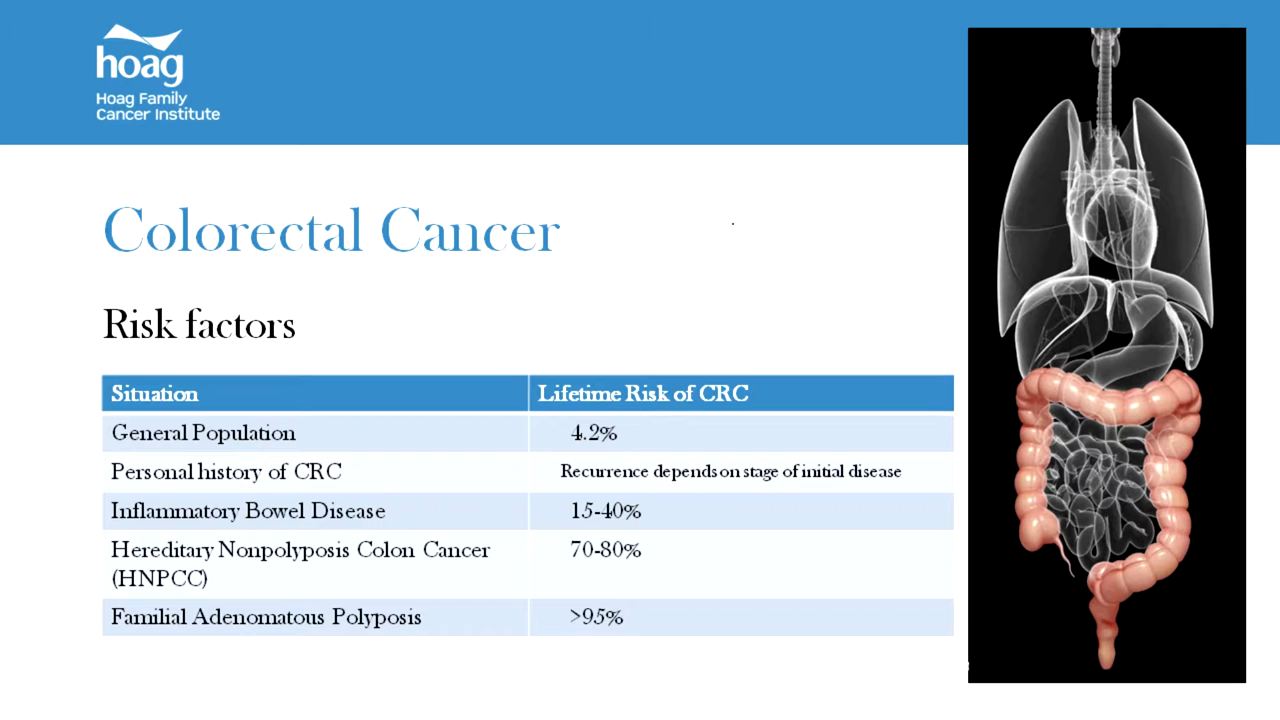 hoag
Hoag Family
Cancer Institute
Colorectal Cancer
Risk factors
Situation Lifetime Risk of CRC
General Population 4.2%
Personal history of CRC Recurrence depends on stage of initial disease
Inflammatory Bowel Disease 15-40%
Hereditary Nonpolyposis Colon Cancer 70-80%
(HNPCC)
Familial Adenomatous Polyposis >95%